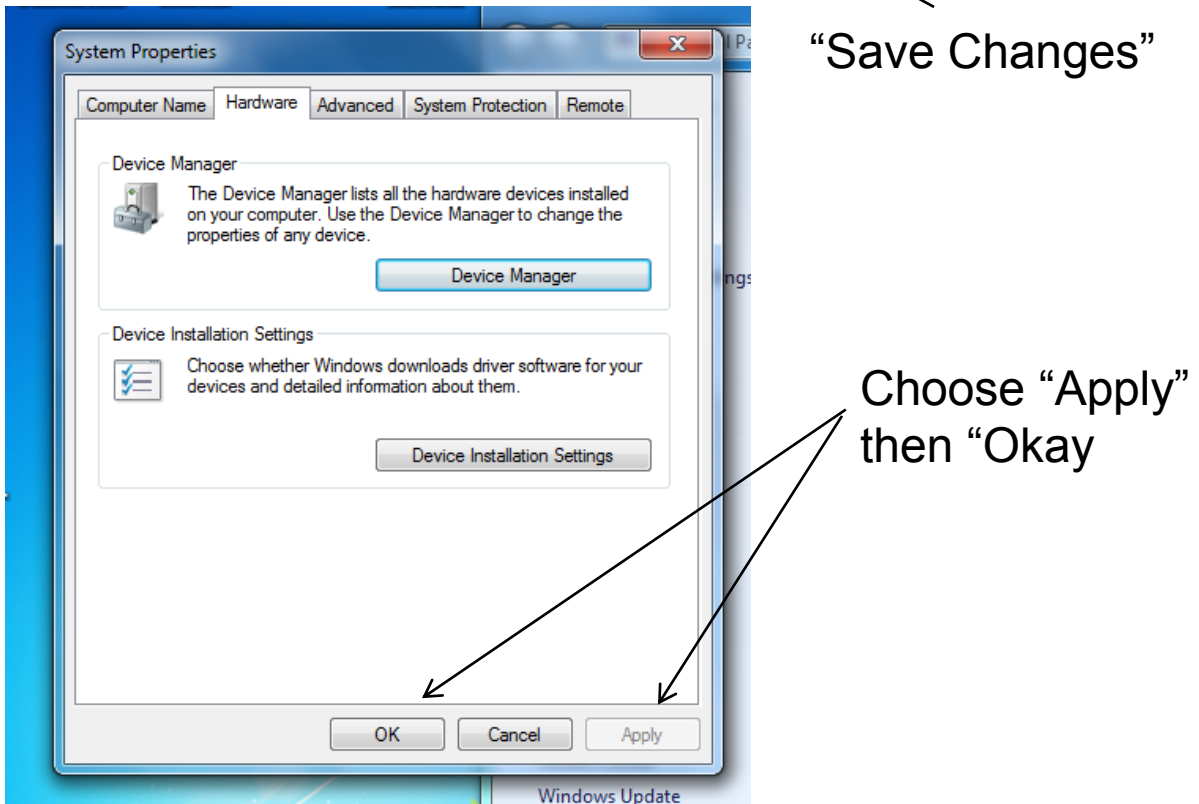 “Save Changes”
System Properties
Computer Name Hardware Advanced System Protection Remote
Device Manager
The Device Manager lists all the hardware devices installed
on your computer. Use the Device Manager to change the
properties of any device.
Device Manager
Device Installation Settings
Choose whether Windows downloads driver software for your
devices and detailed information about them.
Device Installation Settings
Choose “Apply”
then “Okay
OK Cancel Apply
Windows Update